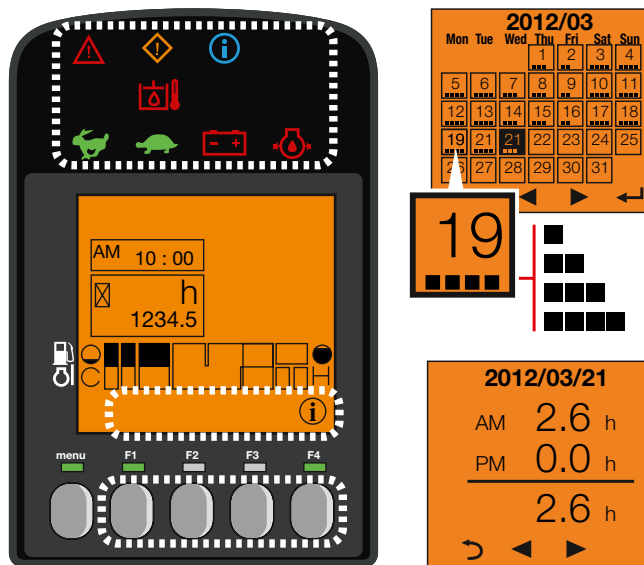 AM 10 : 00
h
1234.5
i
menu F1 F2 F3 F4
2012/03
Mon Tue Wed Thu Fri Sat Sun
1 2 3 4
5 6 7 8 9 10 11
12 13 14 15 16 17 18
19 21 21 22 23 24 25
27 28 29 30 31
19
2012/03/21
AM 2.6 h
PM 0.0 h
2.6 h